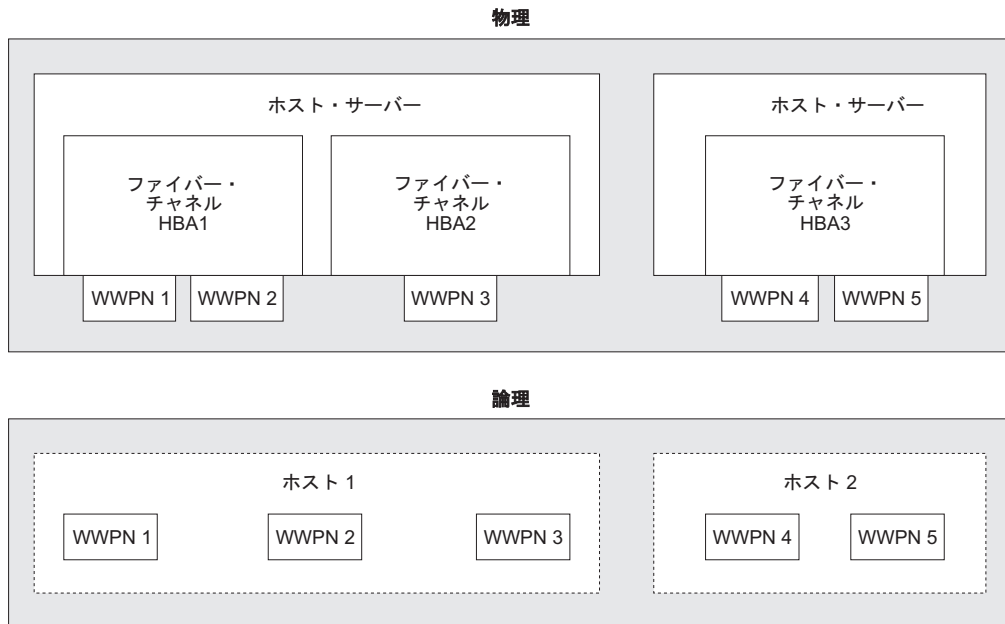 物理
ホスト・サーバー
ホスト・サーバー
ファイバー・
チャネル
HBA1
ファイバー・
チャネル
HBA2
ファイバー・
チャネル
HBA3
WWPN 1
WWPN 2
WWPN 3
WWPN 4
WWPN 5
論理
ホスト 1
ホスト 2
WWPN 1
WWPN 2
WWPN 3
WWPN 4
WWPN 5